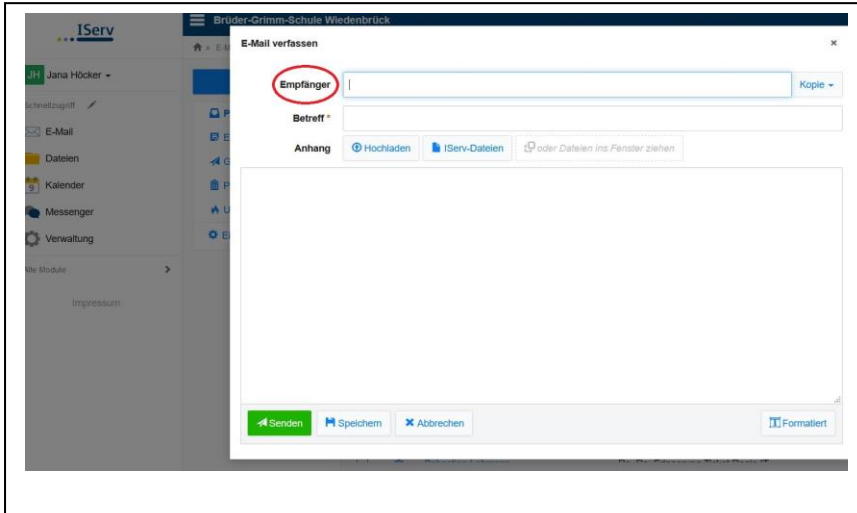 IServ
Brüder-Grimm-Schule Wiedenbrück
E-Mail verfassen
×
JH Jana Höcker
Empfänger
Kopie
Schnellzugriff
Betreff *
E-Mail
Anhang Hochladen IServ-Dateien oder Dateien ins Fenster ziehen
Dateien
9 Kalender
Messenger
Verwaltung
Alle Module
Impressum
Senden Speichern Abbrechen Formatiert